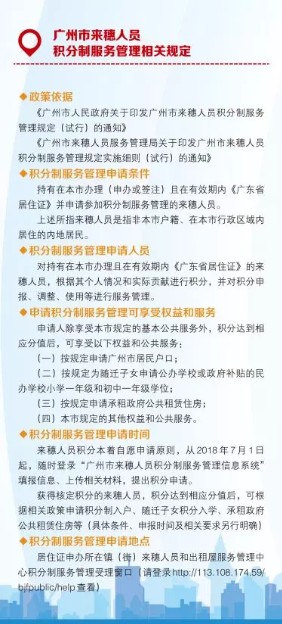 广州市来穗人员
积分制服务管理相关规定
◆政策依据
《广州市人民政府关于印发广州市来穗人员积分制服务
管理规定（试行）的通知》
《广州市来穗人员服务管理局关于印发广州市来穗人员
积分制服务管理规定实施细则（试行）的通知》
◆积分制服务管理申请条件
持有在本市办理（申办或签注）且在有效期内《广东省
居住证》并申请参加积分制服务管理的来穗人员。
上述所指来穗人员是指非本市户籍、在本市行政区域内
居住的内地居民。
◆积分制服务管理申请人员
对持有在本市办理且在有效期内《广东省居住证》的来
穗人员，根据其个人情况和实际贡献进行积分，并对积分申
报、调整、使用等进行服务管理。
◆申请积分制服务管理可享受权益和服务
申请人除享受本市规定的基本公共服务外，积分达到相
应分值后，可享受以下权益和公共服务：
（一）按规定申请广州市居民户口；
（二）按规定为随迁子女申请公办学校或政府补贴的民
办学校小学一年级和初中一年级学位；
（三）按规定申请承租政府公共租赁住房；
（四）本市规定的其他权益和公共服务。
◆积分制服务管理申请时间
来穗人员积分本着自愿申请原则，从2018年7月1日
起，随时登录“广州市来穗人员积分制服务管理信息系统”
填报信息、上传相关材料，提出积分申请。
获得核定积分的来穗人员，积分达到相应分值后，可根
据相关政策申请积分制入户、随迁子女积分入学、承租政府
公共租赁住房等（具体条件、申报时间及相关要求另行明确）
◆积分制服务管理申请地点
居住证申办所在镇（街）来穗人员和出租屋服务管理中
心积分制服务管理受理窗口（请登录http://113.108.174.59/
bjfpublic/help查看）